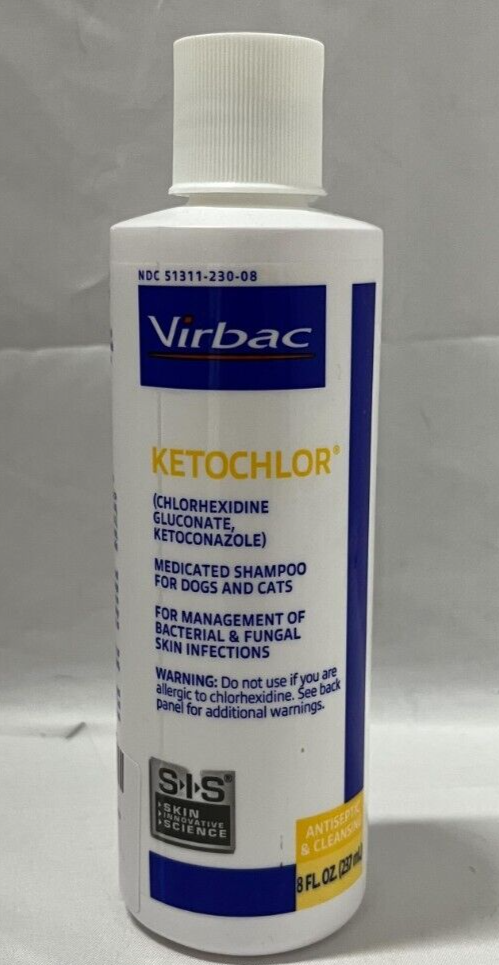 NDC 51311-230-08
Virbac
KETOCHLOR®
(CHLORHEXIDINE
GLUCONATE,
KETOCONAZOLE)
MEDICATED SHAMPOO
FOR DOGS AND CATS
FOR MANAGEMENT OF
BACTERIAL & FUNGAL
SKIN INFECTIONS
WARNING: Do not use if you are
allergic to chlorhexidine. See back
panel for additional warnings.
S·I·S®
SKIN
INNOVATIVE
SCIENCE
ANTISEPTIC
& CLEANSING
8 FL. OZ. (237 mL)